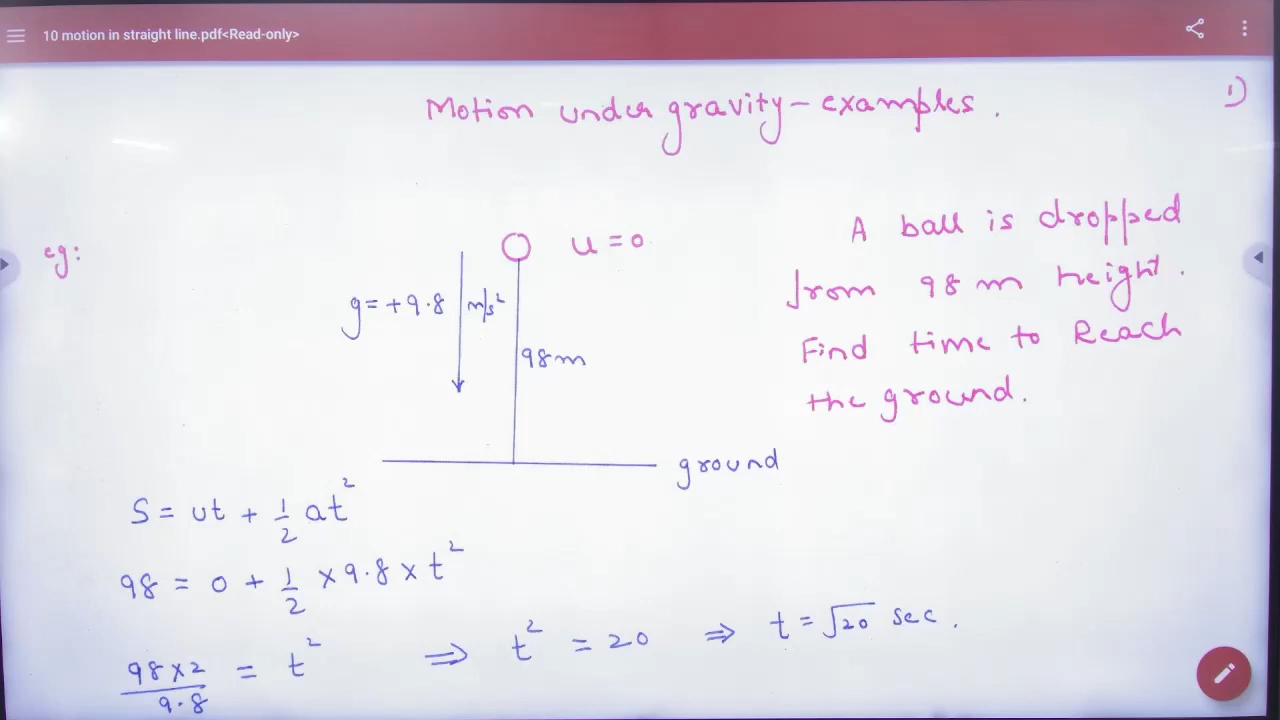 10 motion in straight line.pdf<Read-only>
1)
Motion under gravity - examples.
eg:
u = 0
g = +9.8 m/s²
98m
ground
A ball is dropped
from 98 m height.
Find time to Reach
the ground.
S = ut + 1/2 at²
98 = 0 + 1/2 × 9.8 × t²
98×2/9.8 = t² ⇒ t² = 20 ⇒ t = √20 sec.